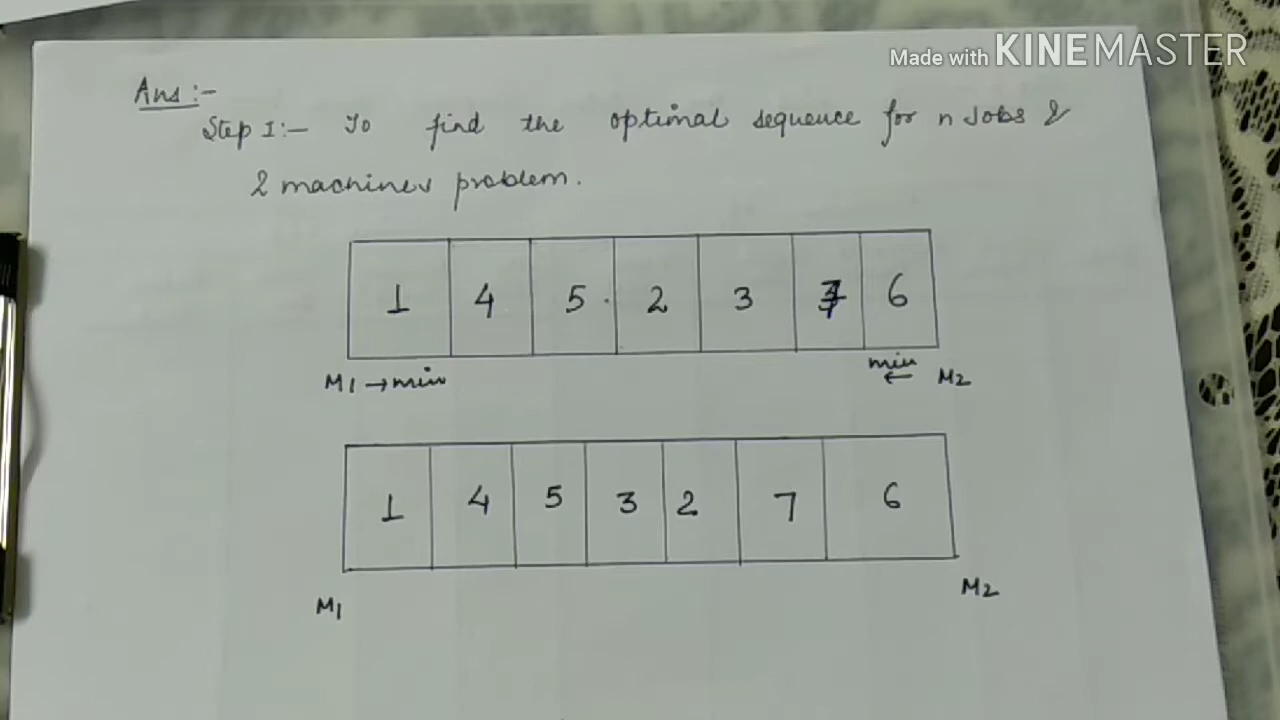 Made with KINEMASTER
Ans:-
Step I:- To find the optimal sequence for n Jobs &
2 machines problem.
1 4 5 2 3 7 6
M1 → min min ← M2
1 4 5 3 2 7 6
M1 M2